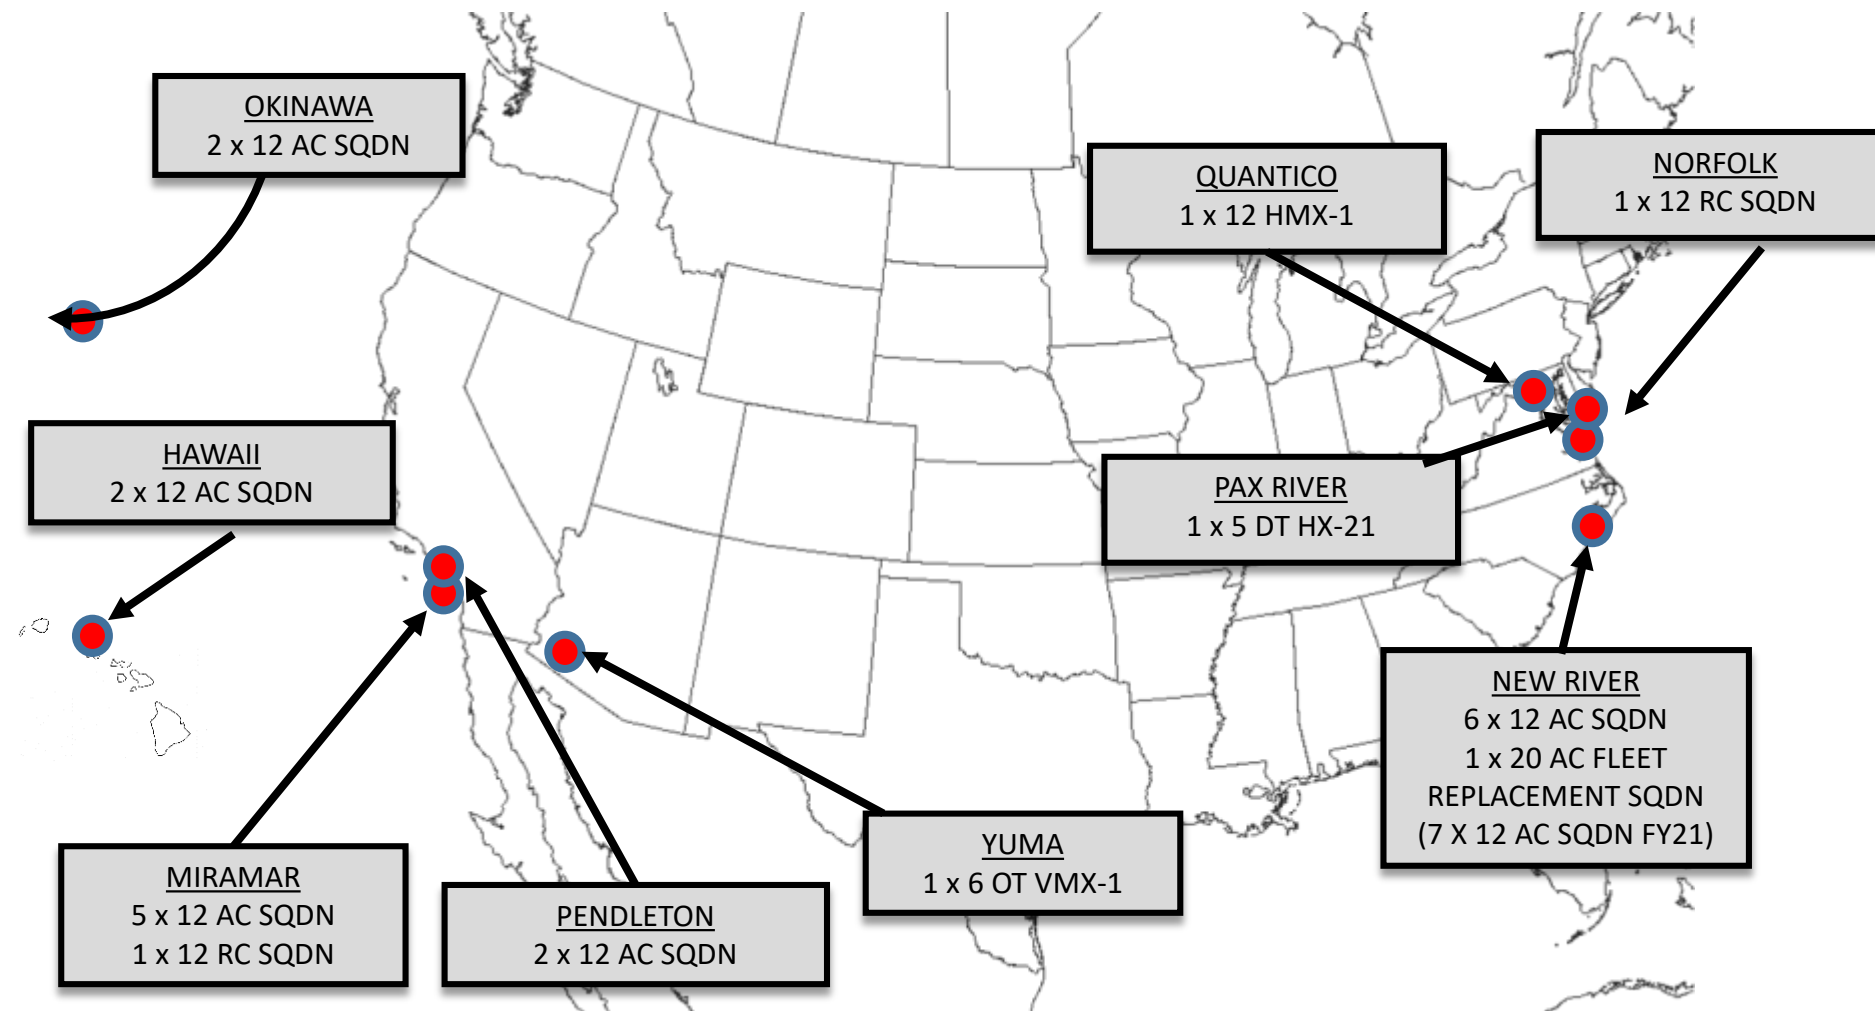 OKINAWA
2 x 12 AC SQDN
QUANTICO
1 x 12 HMX-1
NORFOLK
1 x 12 RC SQDN
HAWAII
2 x 12 AC SQDN
PAX RIVER
1 x 5 DT HX-21
NEW RIVER
6 x 12 AC SQDN
1 x 20 AC FLEET
REPLACEMENT SQDN
(7 X 12 AC SQDN FY21)
MIRAMAR
5 x 12 AC SQDN
1 x 12 RC SQDN
PENDLETON
2 x 12 AC SQDN
YUMA
1 x 6 OT VMX-1